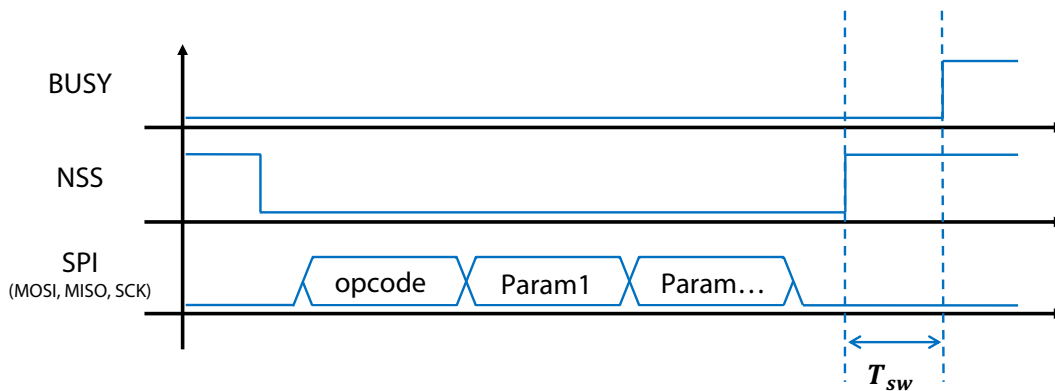 BUSY
NSS
SPI
(MOSI, MISO, SCK)
opcode
Param1
Param…
Tsw